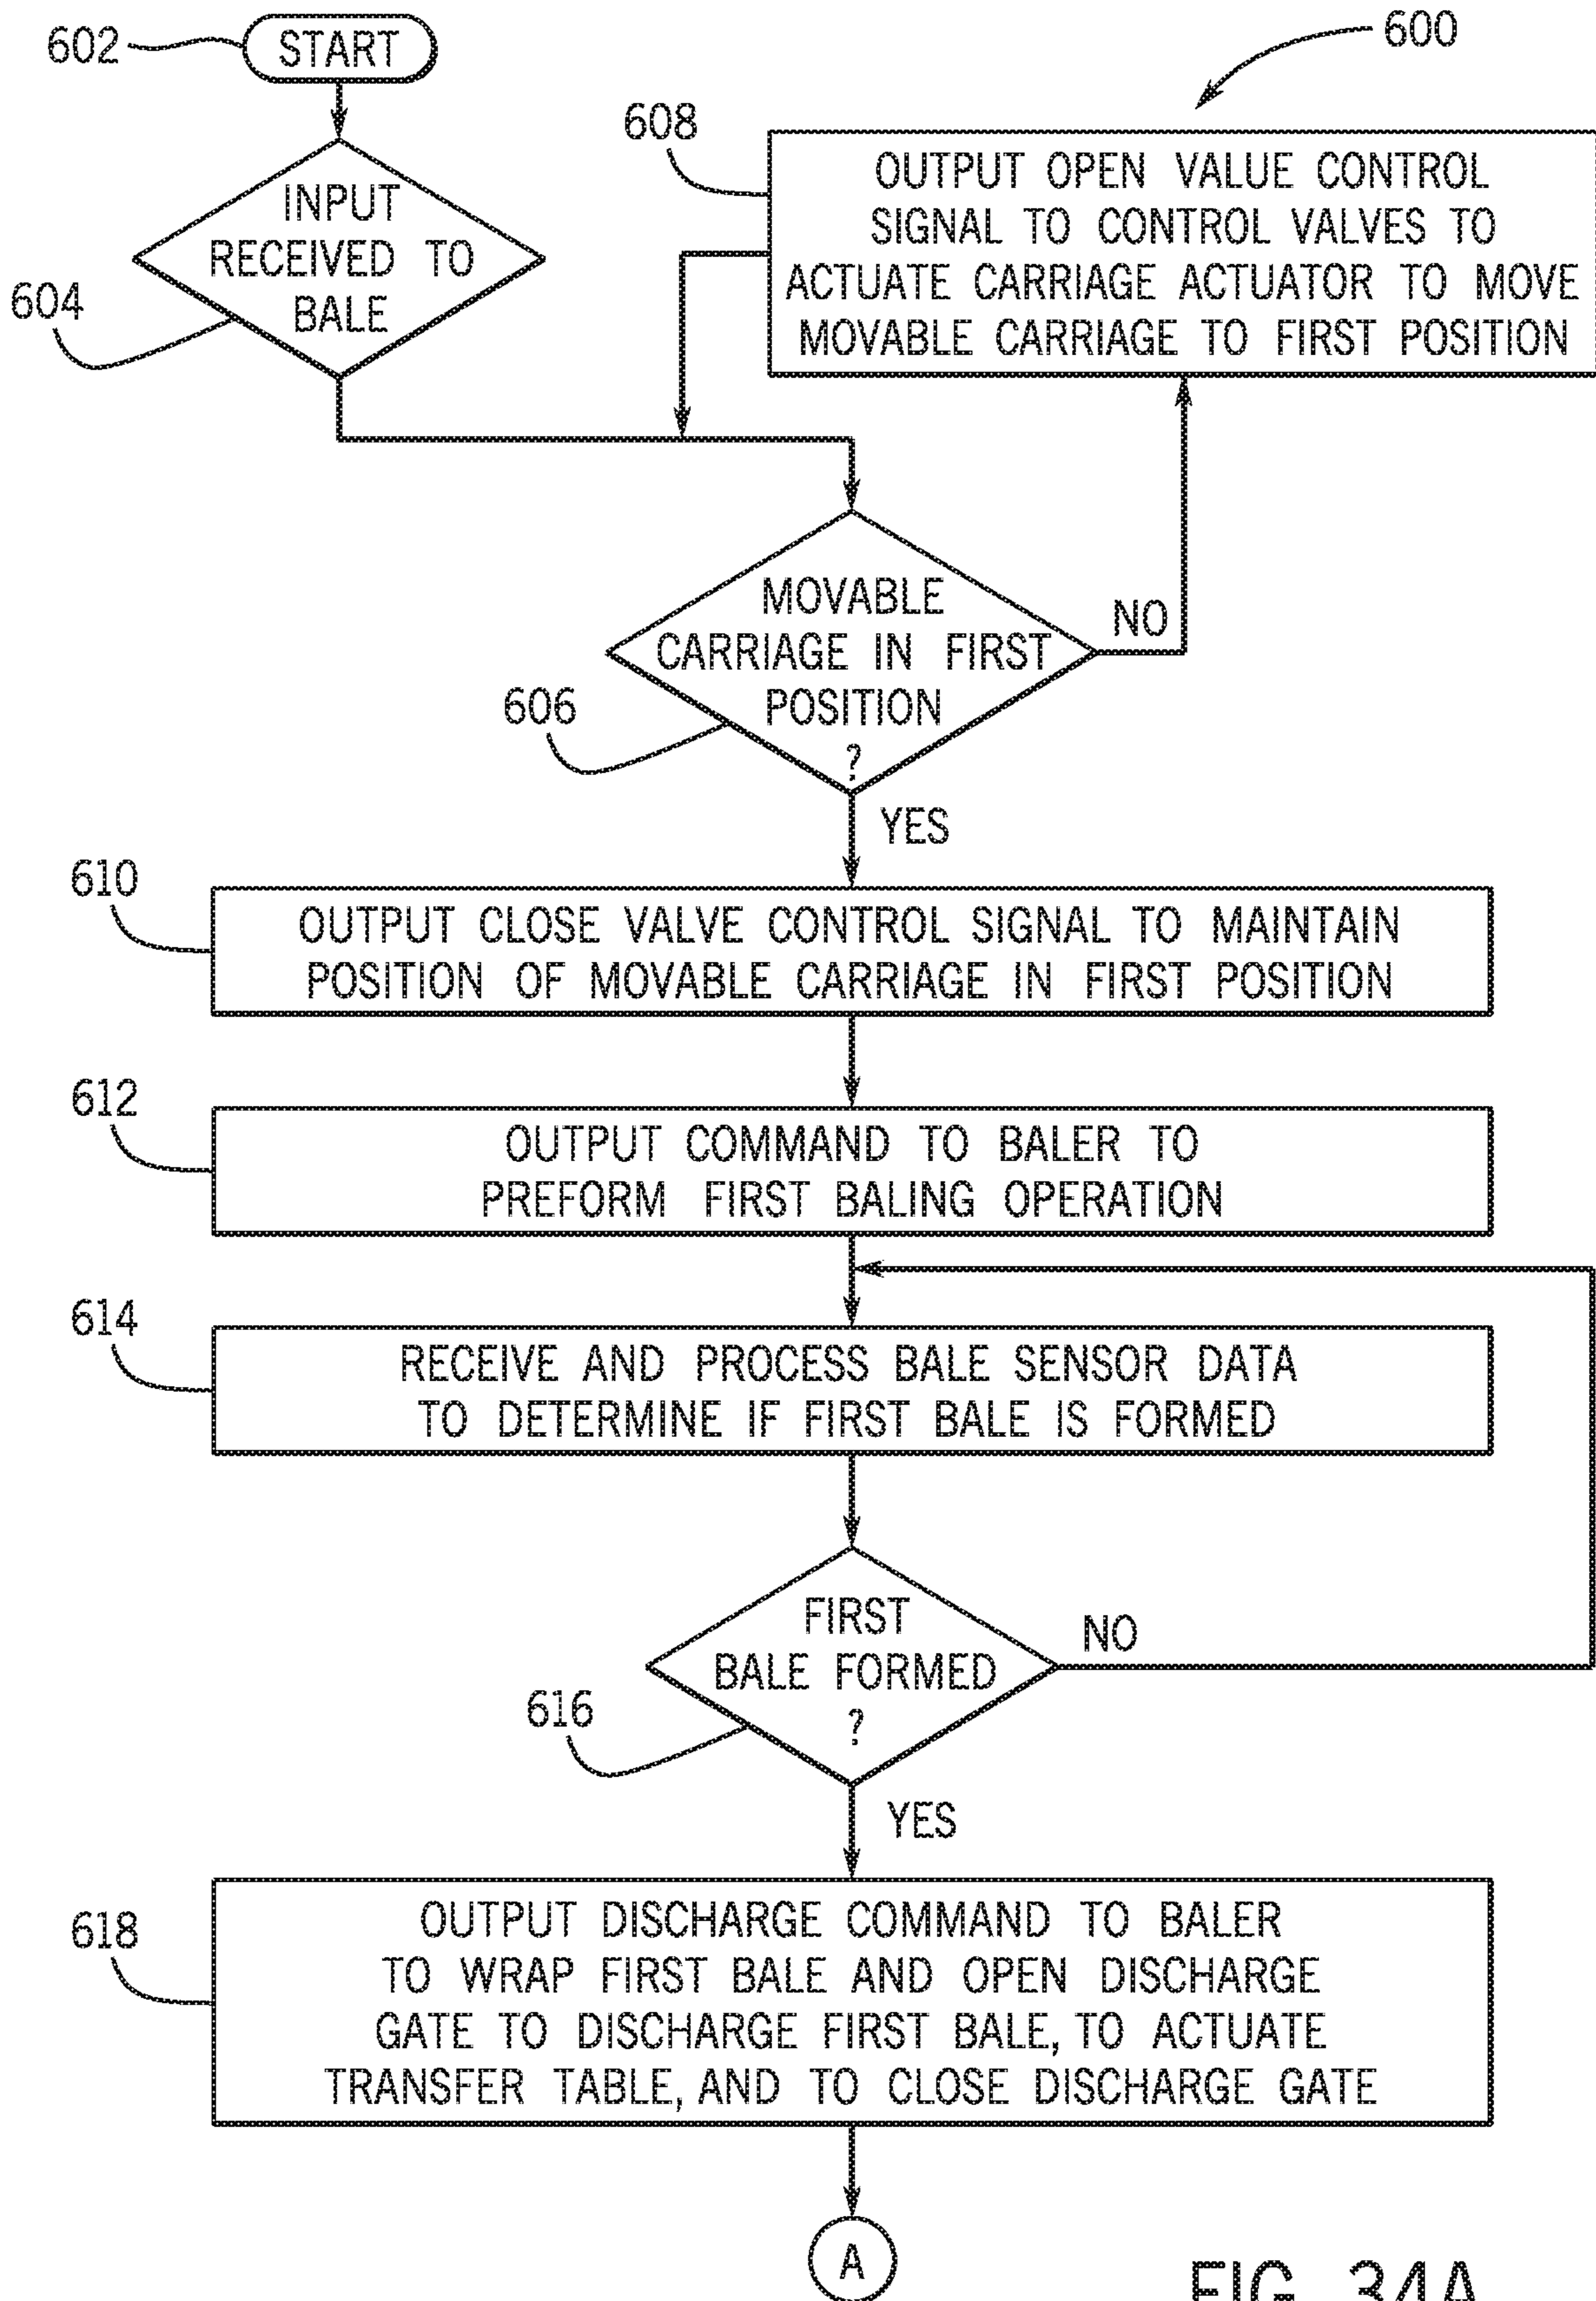 602
START
600
604
INPUT
RECEIVED TO
BALE
608
OUTPUT OPEN VALUE CONTROL
SIGNAL TO CONTROL VALVES TO
ACTUATE CARRIAGE ACTUATOR TO MOVE
MOVABLE CARRIAGE TO FIRST POSITION
606
MOVABLE
CARRIAGE IN FIRST
POSITION
?
NO
YES
610
OUTPUT CLOSE VALVE CONTROL SIGNAL TO MAINTAIN
POSITION OF MOVABLE CARRIAGE IN FIRST POSITION
612
OUTPUT COMMAND TO BALER TO
PREFORM FIRST BALING OPERATION
614
RECEIVE AND PROCESS BALE SENSOR DATA
TO DETERMINE IF FIRST BALE IS FORMED
616
FIRST
BALE FORMED
?
NO
YES
618
OUTPUT DISCHARGE COMMAND TO BALER
TO WRAP FIRST BALE AND OPEN DISCHARGE
GATE TO DISCHARGE FIRST BALE, TO ACTUATE
TRANSFER TABLE, AND TO CLOSE DISCHARGE GATE
A
FIG. 34A